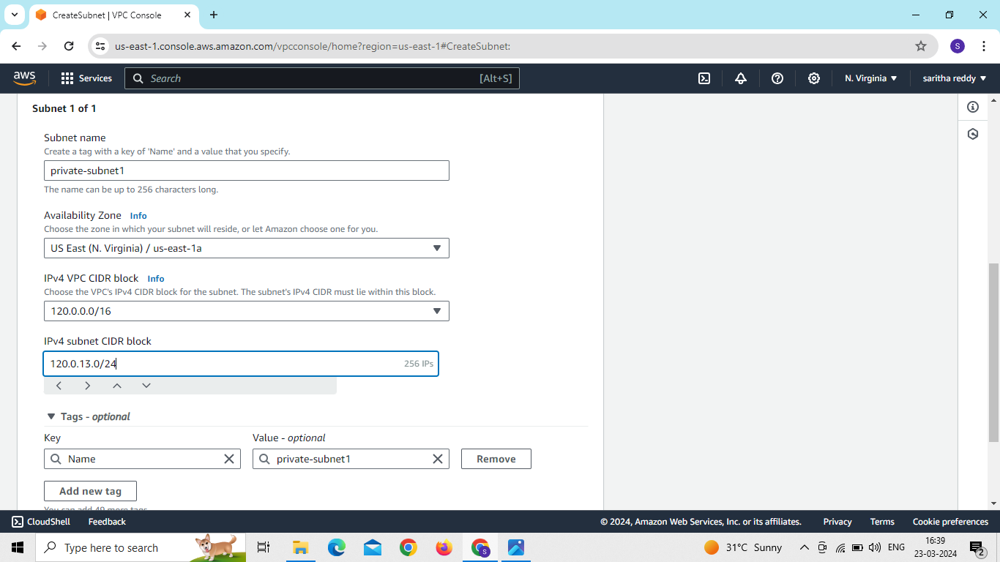 CreateSubnet | VPC Console
us-east-1.console.aws.amazon.com/vpcconsole/home?region=us-east-1#CreateSubnet:
S
aws
Services
Search
[Alt+S]
N. Virginia
saritha reddy
Subnet 1 of 1
Subnet name
Create a tag with a key of 'Name' and a value that you specify.
private-subnet1
The name can be up to 256 characters long.
Availability Zone Info
Choose the zone in which your subnet will reside, or let Amazon choose one for you.
US East (N. Virginia) / us-east-1a
IPv4 VPC CIDR block Info
Choose the VPC's IPv4 CIDR block for the subnet. The subnet's IPv4 CIDR must lie within this block.
120.0.0.0/16
IPv4 subnet CIDR block
120.0.13.0/24
256 IPs
Tags - optional
Key
Value - optional
Name
private-subnet1
Remove
Add new tag
You can add 49 more tags
CloudShell
Feedback
© 2024, Amazon Web Services, Inc. or its affiliates.
Privacy
Terms
Cookie preferences
Type here to search
S
31°C Sunny
ENG
16:39
23-03-2024
2